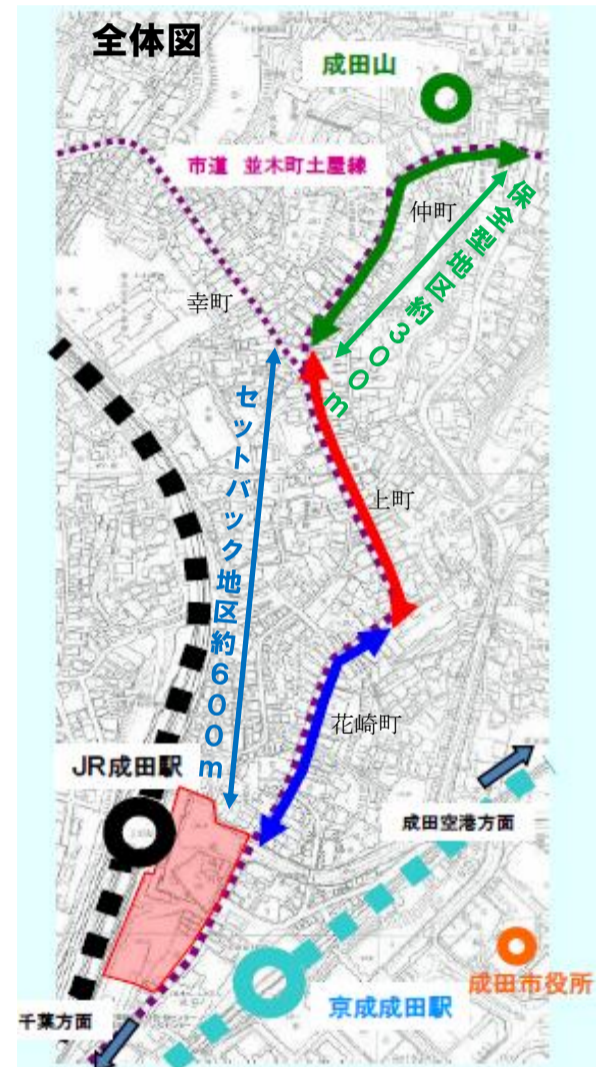 全体図
成田山
市道 並木町土屋線
仲町
保全型地区約300m
幸町
セットバック地区約600m
上町
花崎町
JR成田駅
成田空港方面
成田市役所
京成成田駅
千葉方面